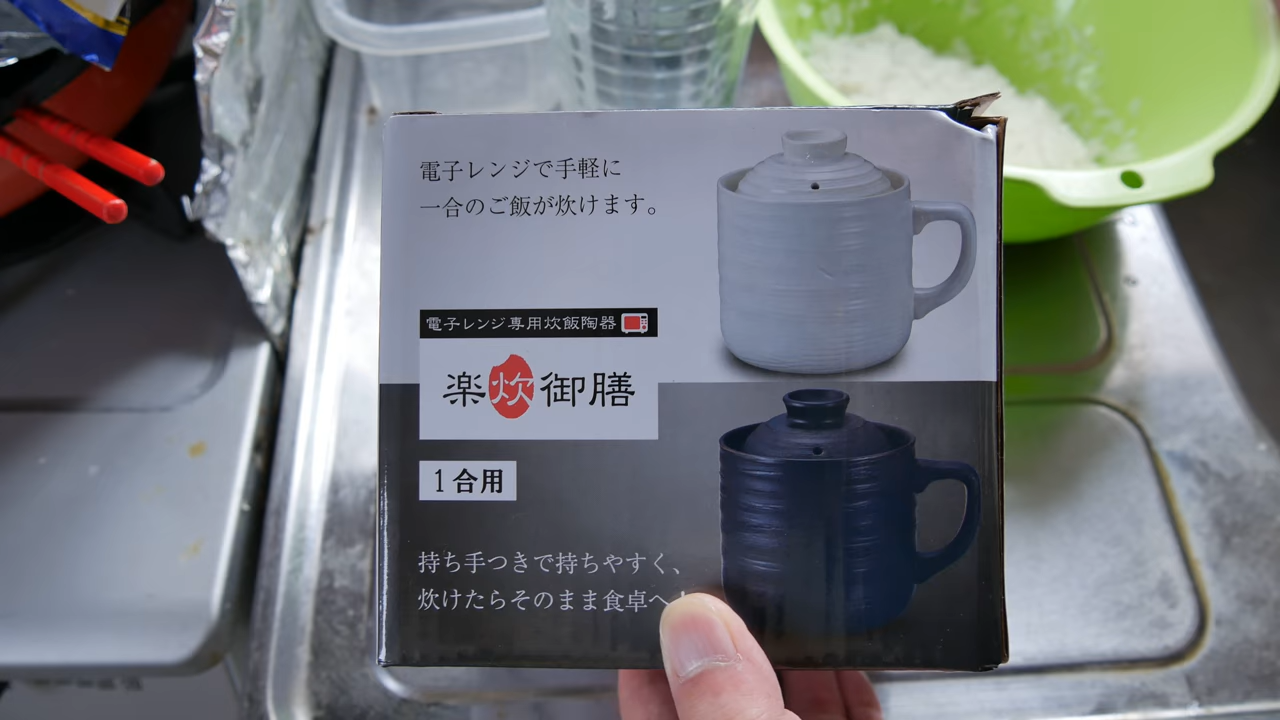 電子レンジで手軽に
一合のご飯が炊けます。
電子レンジ専用炊飯陶器
楽炊御膳
1合用
持ち手つきで持ちやすく、
炊けたらそのまま食卓へ!